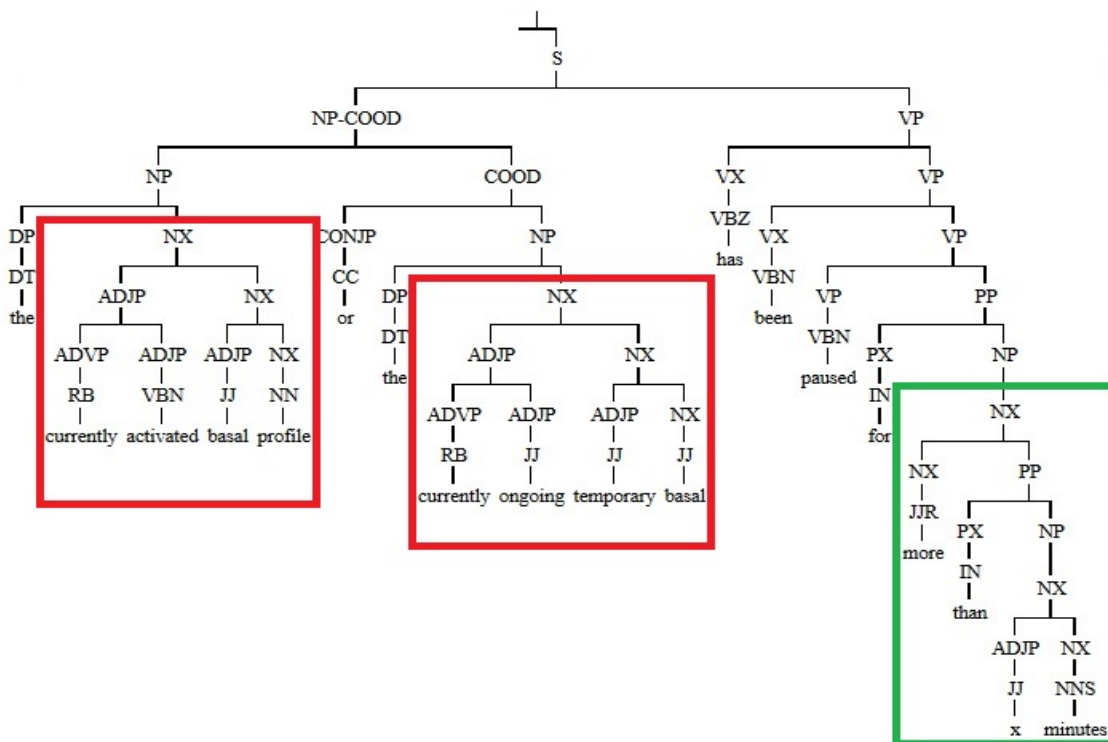 S
NP-COOD VP
NP COOD VX VP
DP NX CONJP NP VBZ VX VP
DT ADJP NX CC DP NX has VBN VP PP
the ADVP ADJP ADJP NX or DT ADJP NX been VBN PX NP
RB VBN JJ NN the ADVP ADJP ADJP NX paused IN NX
currently activated basal profile RB JJ JJ JJ for NX PP
currently ongoing temporary basal JJR PX NP
more IN NX
than ADJP NX
JJ NNS
x minutes